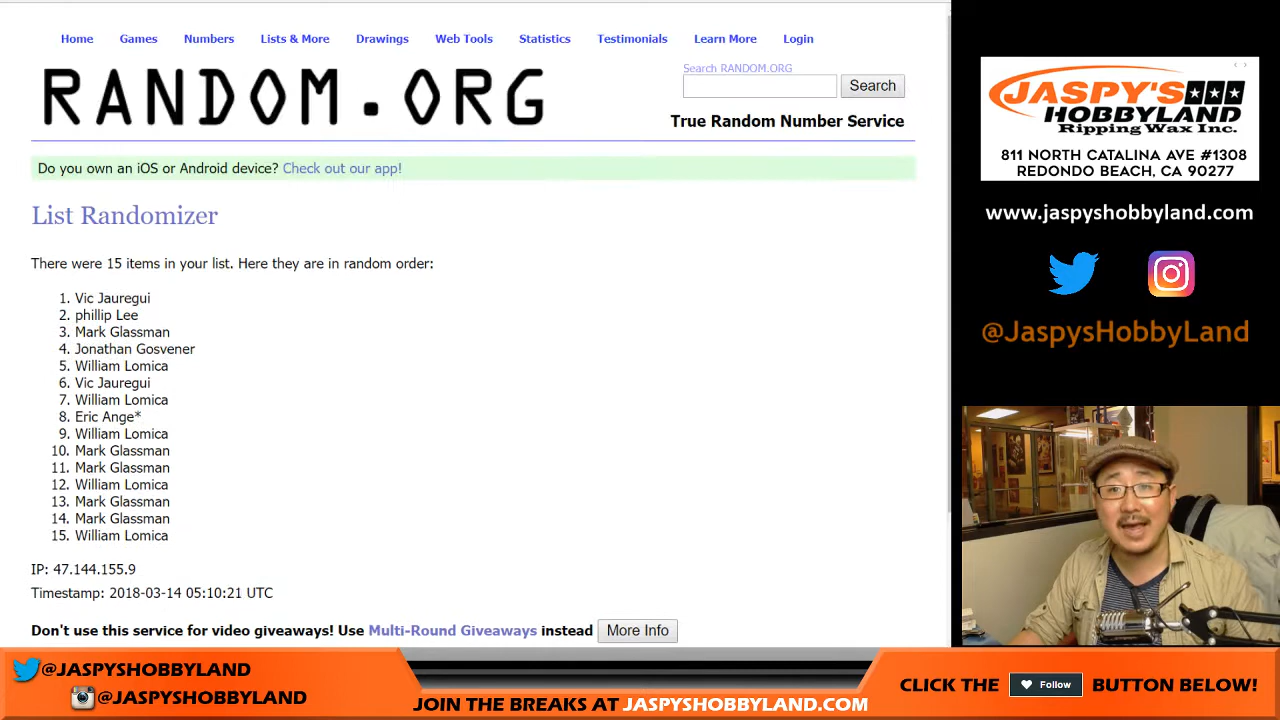 Home Games Numbers Lists & More Drawings Web Tools Statistics Testimonials Learn More Login
RANDOM.ORG
Search RANDOM.ORG
Search
True Random Number Service
Do you own an iOS or Android device? Check out our app!
List Randomizer
There were 15 items in your list. Here they are in random order:
1. Vic Jauregui
2. phillip Lee
3. Mark Glassman
4. Jonathan Gosvener
5. William Lomica
6. Vic Jauregui
7. William Lomica
8. Eric Ange*
9. William Lomica
10. Mark Glassman
11. Mark Glassman
12. William Lomica
13. Mark Glassman
14. Mark Glassman
15. William Lomica
IP: 47.144.155.9
Timestamp: 2018-03-14 05:10:21 UTC
Don't use this service for video giveaways! Use Multi-Round Giveaways instead More Info
JASPY'S
HOBBYLAND
Ripping Wax Inc.
811 NORTH CATALINA AVE #1308
REDONDO BEACH, CA 90277
www.jaspyshobbyland.com
@JaspysHobbyLand
@JASPYSHOBBYLAND
@JASPYSHOBBYLAND
JOIN THE BREAKS AT JASPYSHOBBYLAND.COM
CLICK THE Follow BUTTON BELOW!